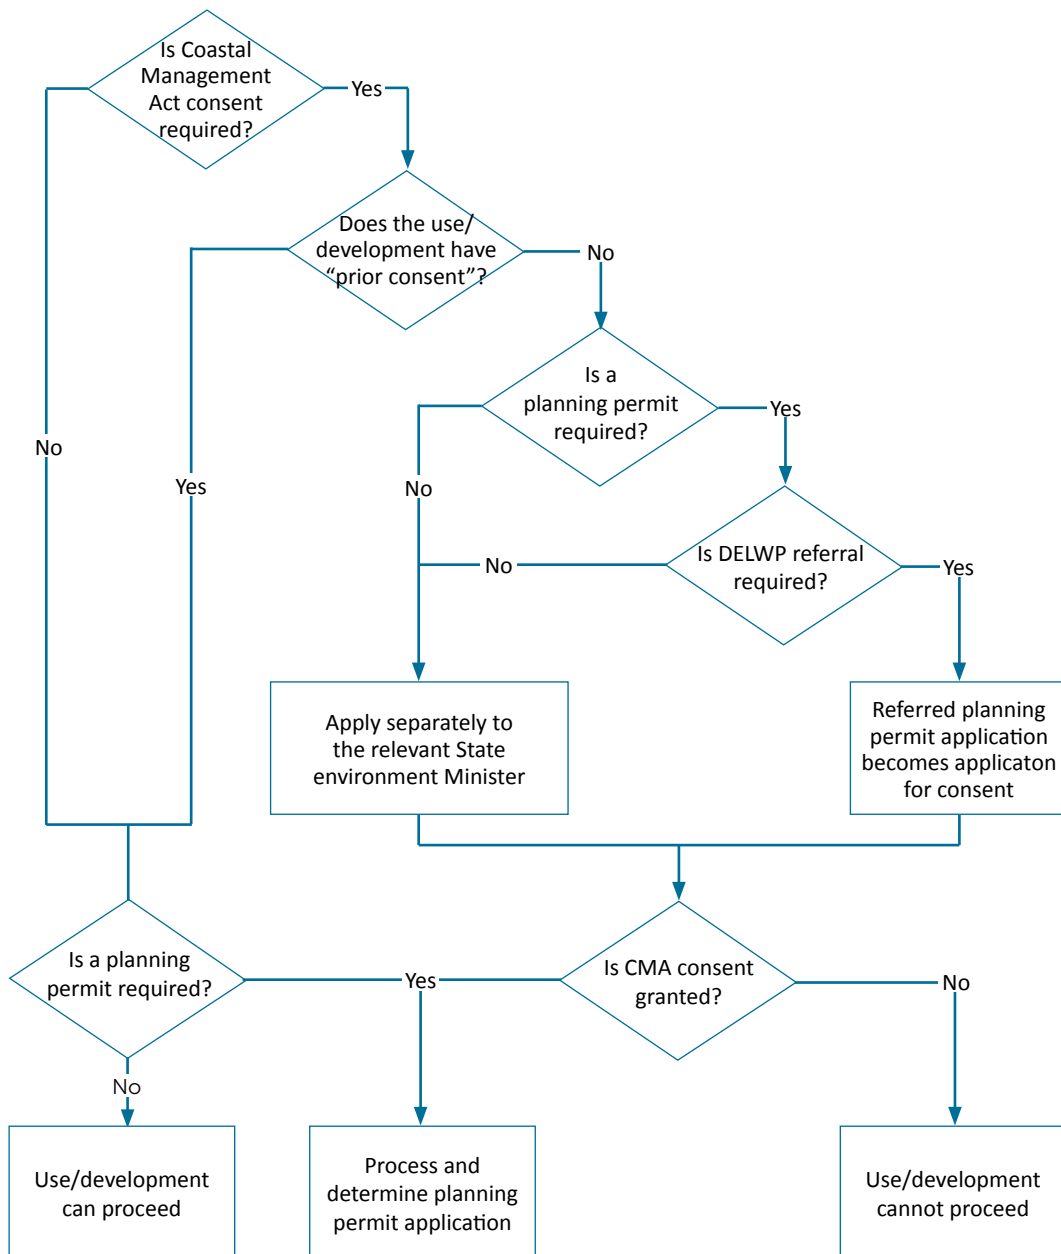 Is Coastal
Management
Act consent
required?
Yes
Does the use/
development have
“prior consent”?
No
Is a
planning permit
required?
Yes
No
Yes
No
Is DELWP referral
required?
No
Yes
Apply separately to
the relevant State
environment Minister
Referred planning
permit application
becomes applicaton
for consent
Is a planning
permit required?
Yes
Is CMA consent
granted?
No
No
Use/development
can proceed
Process and
determine planning
permit application
Use/development
cannot proceed